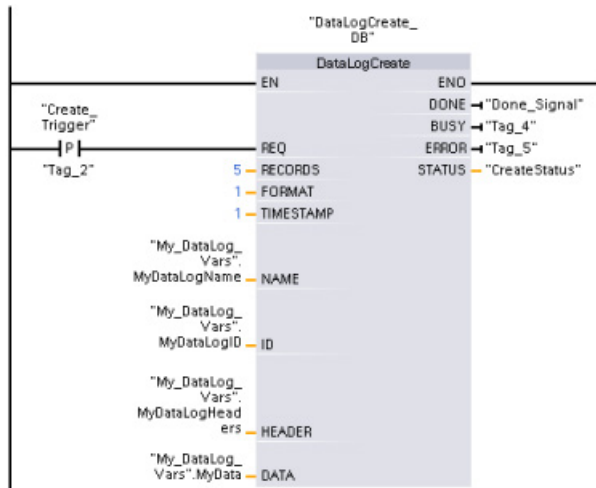 "DataLogCreate_
DB"
DataLogCreate
EN ENO
DONE "Done_Signal"
"Create_
Trigger"
BUSY "Tag_4"
P REQ ERROR "Tag_5"
"Tag_2" 5 RECORDS STATUS "CreateStatus"
1 FORMAT
1 TIMESTAMP
"My_DataLog_
Vars".
MyDataLogName NAME
"My_DataLog_
Vars".
MyDataLogID ID
"My_DataLog_
Vars".
MyDataLogHead
ers HEADER
"My_DataLog_
Vars".MyData DATA